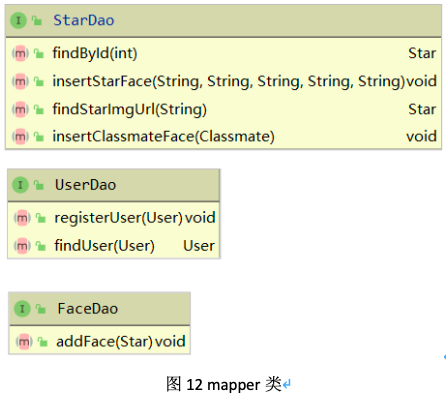 StarDao
findById(int) Star
insertStarFace(String, String, String, String, String) void
findStarImgUrl(String) Star
insertClassmateFace(Classmate) void
UserDao
registerUser(User) void
findUser(User) User
FaceDao
addFace(Star) void
图 12 mapper 类